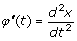 φ'(t) = d²x/dt²